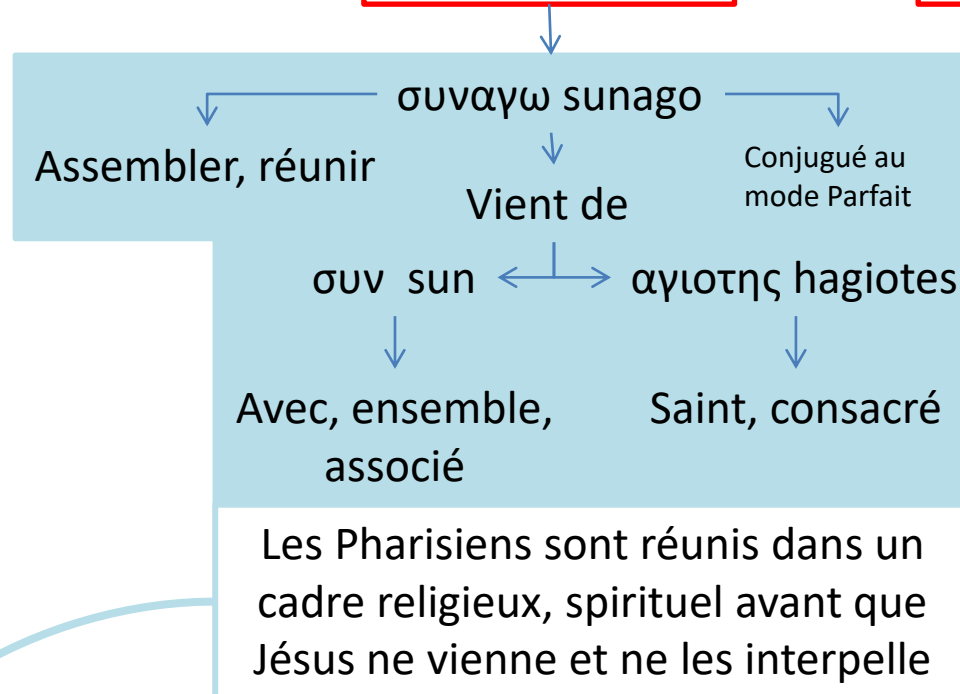 συναγω sunago
Assembler, réunir
Conjugué au
mode Parfait
Vient de
συν sun
αγιοτης hagiotes
Avec, ensemble,
associé
Saint, consacré
Les Pharisiens sont réunis dans un
cadre religieux, spirituel avant que
Jésus ne vienne et ne les interpelle